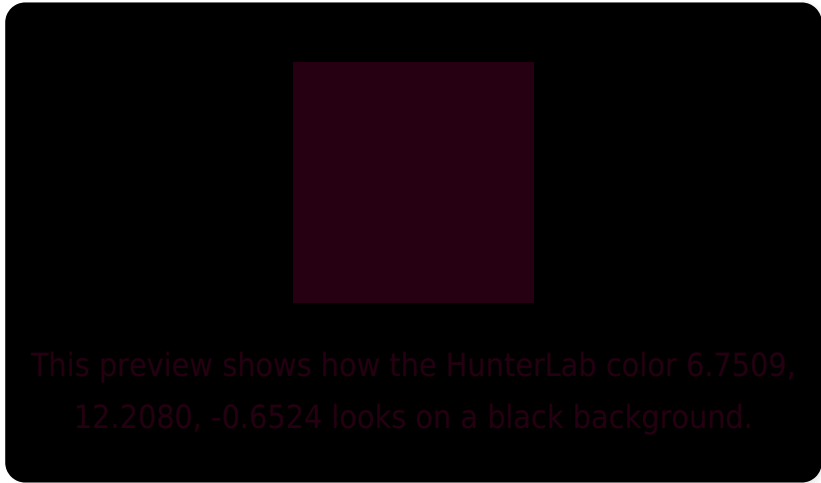 This preview shows how the HunterLab color 6.7509,
12.2080, -0.6524 looks on a black background.